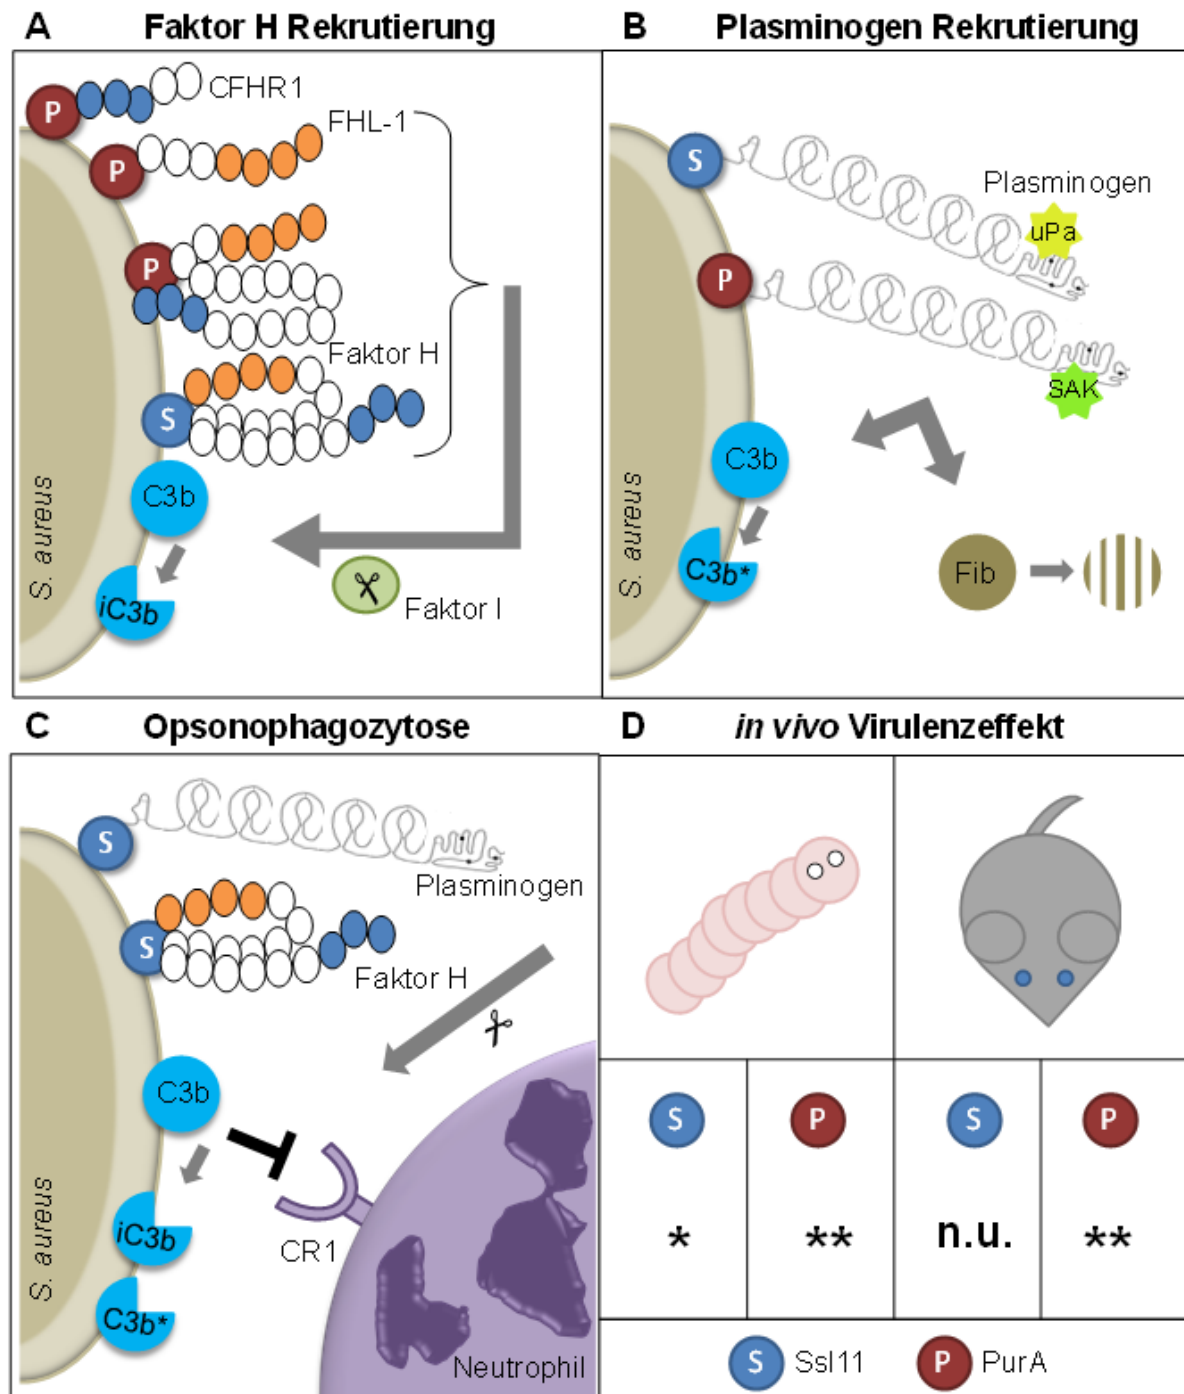 A Faktor H Rekrutierung
CFHR1
P
FHL-1
P
P
Faktor H
S
C3b
iC3b
Faktor I
S. aureus
B Plasminogen Rekrutierung
S
Plasminogen
uPa
P
SAK
C3b
C3b*
Fib
S. aureus
C Opsonophagozytose
S
Plasminogen
S
Faktor H
C3b
iC3b
CR1
C3b*
Neutrophil
S. aureus
D in vivo Virulenzeffekt
S P S P
* ** n.u. **
S Ssl11 P PurA